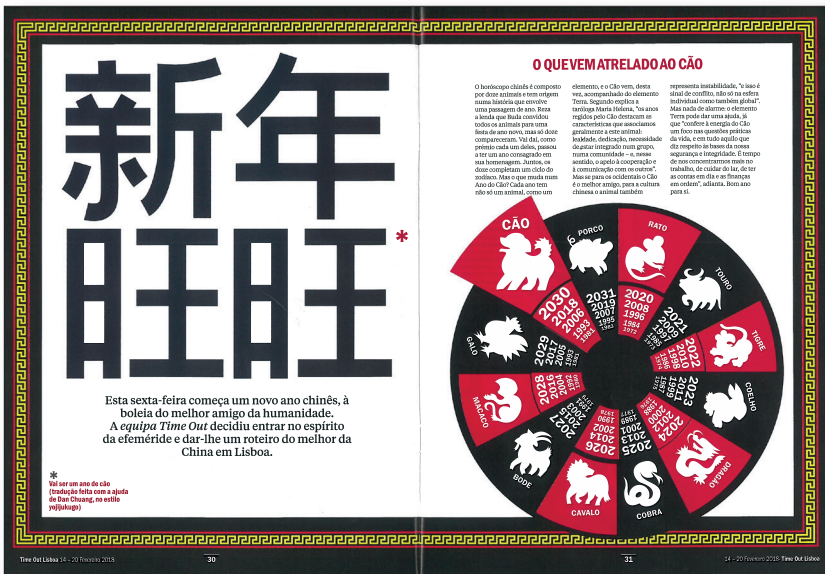 新年
旺旺*
Esta sexta-feira começa um novo ano chinês, à
boleia do melhor amigo da humanidade.
A equipa Time Out decidiu entrar no espírito
da efeméride e dar-lhe um roteiro do melhor da
China em Lisboa.
*
Vai ser um ano de cão
(tradução feita com a ajuda
de Dan Chuang, no estilo
yojijukugo)
Time Out Lisboa 14 – 20 Fevereiro 2018
30
O QUE VEM ATRELADO AO CÃO
O horóscopo chinês é composto
por doze animais e tem origem
numa história que envolve
uma passagem de ano. Reza
a lenda que Buda convidou
todos os animais para uma
festa de ano novo, mas só doze
compareceram. Vai daí, como
prémio cada um deles, passou
a ter um ano consagrado em
sua homenagem. Juntos, os
doze completam um ciclo do
zodíaco. Mas o que muda num
Ano do Cão? Cada ano tem
não só um animal, como um
elemento, e o Cão vem, desta
vez, acompanhado do elemento
Terra. Segundo explica a
taróloga Maria Helena, "os anos
regidos pelo Cão destacam as
características que associamos
geralmente a este animal:
lealdade, dedicação, necessidade
de estar integrado num grupo,
numa comunidade – e, nesse
sentido, o apelo à cooperação e
à comunicação com os outros".
Mas se para os ocidentais o Cão
é o melhor amigo, para a cultura
chinesa o animal também
representa instabilidade, "e isso é
sinal de conflito, não só na esfera
individual como também global".
Mas nada de alarme: o elemento
Terra pode dar uma ajuda, já
que "confere à energia do Cão
um foco nas questões práticas
da vida, e em tudo aquilo que
diz respeito às bases da nossa
segurança e integridade. É tempo
de nos concentrarmos mais no
trabalho, de cuidar do lar, de ter
as contas em dia e as finanças
em ordem", adianta. Bom ano
para si.
CÃO
2030
2018
2006
PORCO
2031
2019
2007
1995
1983
RATO
2020
2008
1996
1984
1972
TOURO
2021
2009
1997
1985
1973
TIGRE
2022
2010
1998
1986
1974
COELHO
2023
2011
1999
1987
1975
DRAGÃO
2024
2012
2000
1988
1976
COBRA
2025
2013
2001
1989
1977
CAVALO
2026
2014
2002
1990
1978
BODE
2027
2015
2003
MACACO
2028
2016
2004
1992
1980
GALO
2029
2017
2005
1993
1981
31
14 – 20 Fevereiro 2018 Time Out Lisboa